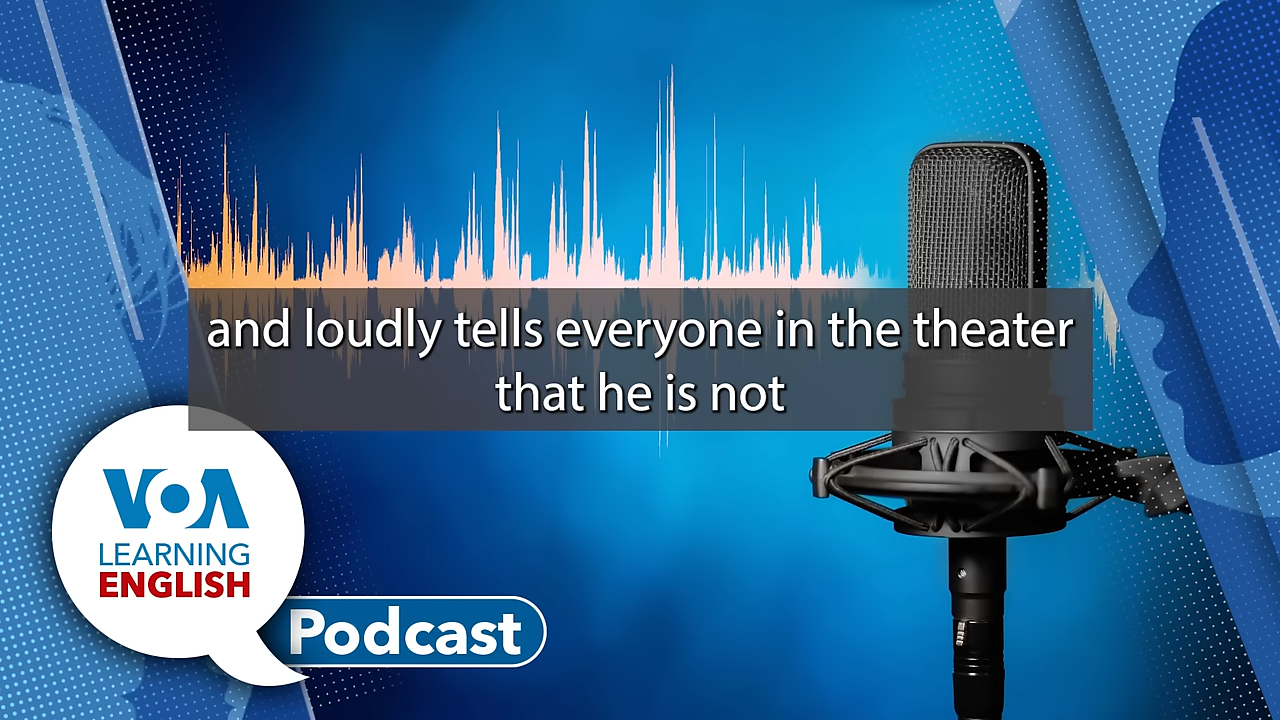 and loudly tells everyone in the theater
that he is not
VOA
LEARNING
ENGLISH
Podcast